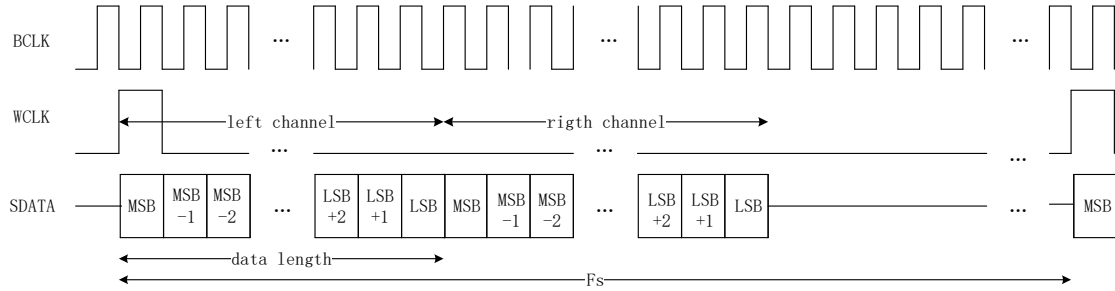 BCLK
... ... ...
WCLK
left channel
rigth channel
... ... ...
SDATA
MSB
MSB
-1
MSB
-2
...
LSB
+2
LSB
+1
LSB
MSB
MSB
-1
MSB
-2
...
LSB
+2
LSB
+1
LSB
...
MSB
data length
Fs